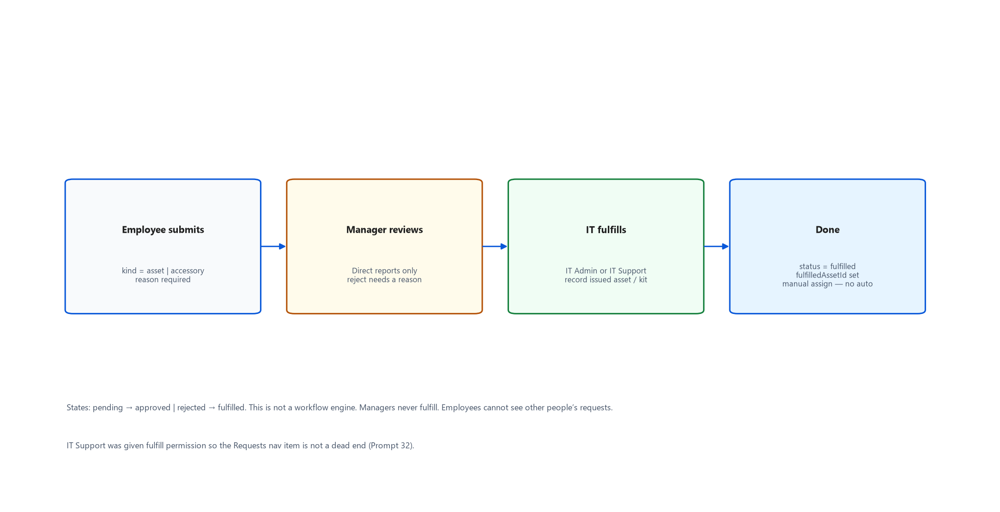 Employee submits
kind = asset | accessory
reason required
Manager reviews
Direct reports only
reject needs a reason
IT fulfills
IT Admin or IT Support
record issued asset / kit
Done
status = fulfilled
fulfilledAssetId set
manual assign — no auto
States: pending → approved | rejected → fulfilled. This is not a workflow engine. Managers never fulfill. Employees cannot see other people's requests.
IT Support was given fulfill permission so the Requests nav item is not a dead end (Prompt 32).